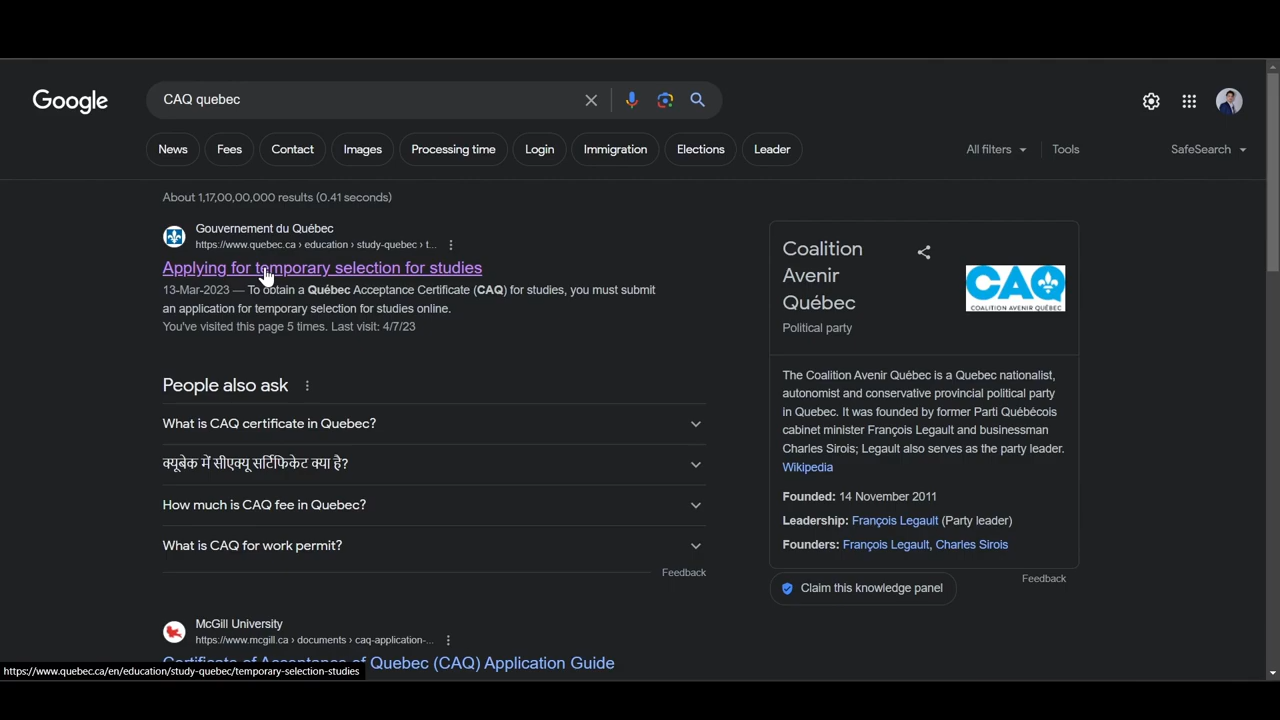 Google
CAQ quebec
News
Fees
Contact
Images
Processing time
Login
Immigration
Elections
Leader
All filters
Tools
SafeSearch
About 1,17,00,00,000 results (0.41 seconds)
Gouvernement du Québec
https://www.quebec.ca › education › study-quebec › t...
Applying for temporary selection for studies
13-Mar-2023 — To obtain a Québec Acceptance Certificate (CAQ) for studies, you must submit
an application for temporary selection for studies online.
You've visited this page 5 times. Last visit: 4/7/23
People also ask
What is CAQ certificate in Quebec?
क्यूबेक में सीएक्यू सर्टिफिकेट क्या है?
How much is CAQ fee in Quebec?
What is CAQ for work permit?
Feedback
McGill University
https://www.mcgill.ca › documents › caq-application-...
Certificate of Acceptance of Quebec (CAQ) Application Guide
https://www.quebec.ca/en/education/study-quebec/temporary-selection-studies
Coalition
Avenir
Québec
Political party
CAQ
COALITION AVENIR QUÉBEC
The Coalition Avenir Québec is a Quebec nationalist,
autonomist and conservative provincial political party
in Quebec. It was founded by former Parti Québécois
cabinet minister François Legault and businessman
Charles Sirois; Legault also serves as the party leader.
Wikipedia
Founded: 14 November 2011
Leadership: François Legault (Party leader)
Founders: François Legault, Charles Sirois
Claim this knowledge panel
Feedback